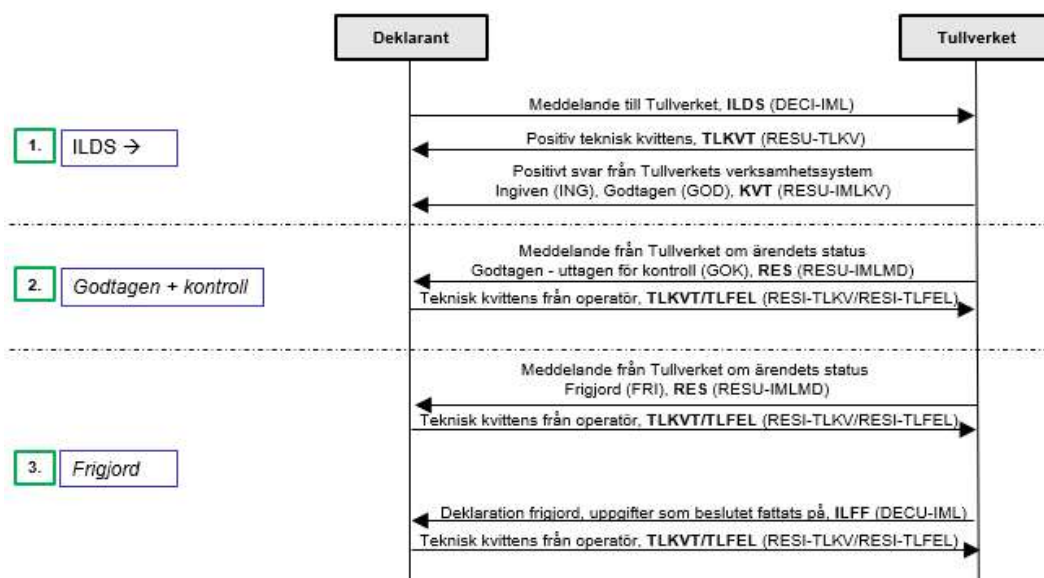 Deklarant
Tullverket
Meddelande till Tullverket, ILDS (DECI-IML)
1.
ILDS →
Positiv teknisk kvittens, TLKVT (RESU-TLKV)
Positivt svar från Tullverkets verksamhetssystem
Ingiven (ING), Godtagen (GOD), KVT (RESU-IMLKV)
Meddelande från Tullverket om ärendets status
2.
Godtagen + kontroll
Godtagen - uttagen för kontroll (GOK), RES (RESU-IMLMD)
Teknisk kvittens från operatör, TLKVT/TLFEL (RESI-TLKV/RESI-TLFEL)
Meddelande från Tullverket om ärendets status
Frigjord (FRI), RES (RESU-IMLMD)
Teknisk kvittens från operatör, TLKVT/TLFEL (RESI-TLKV/RESI-TLFEL)
3.
Frigjord
Deklaration frigjord, uppgifter som beslutet fattats på, ILFF (DECU-IML)
Teknisk kvittens från operatör, TLKVT/TLFEL (RESI-TLKV/RESI-TLFEL)